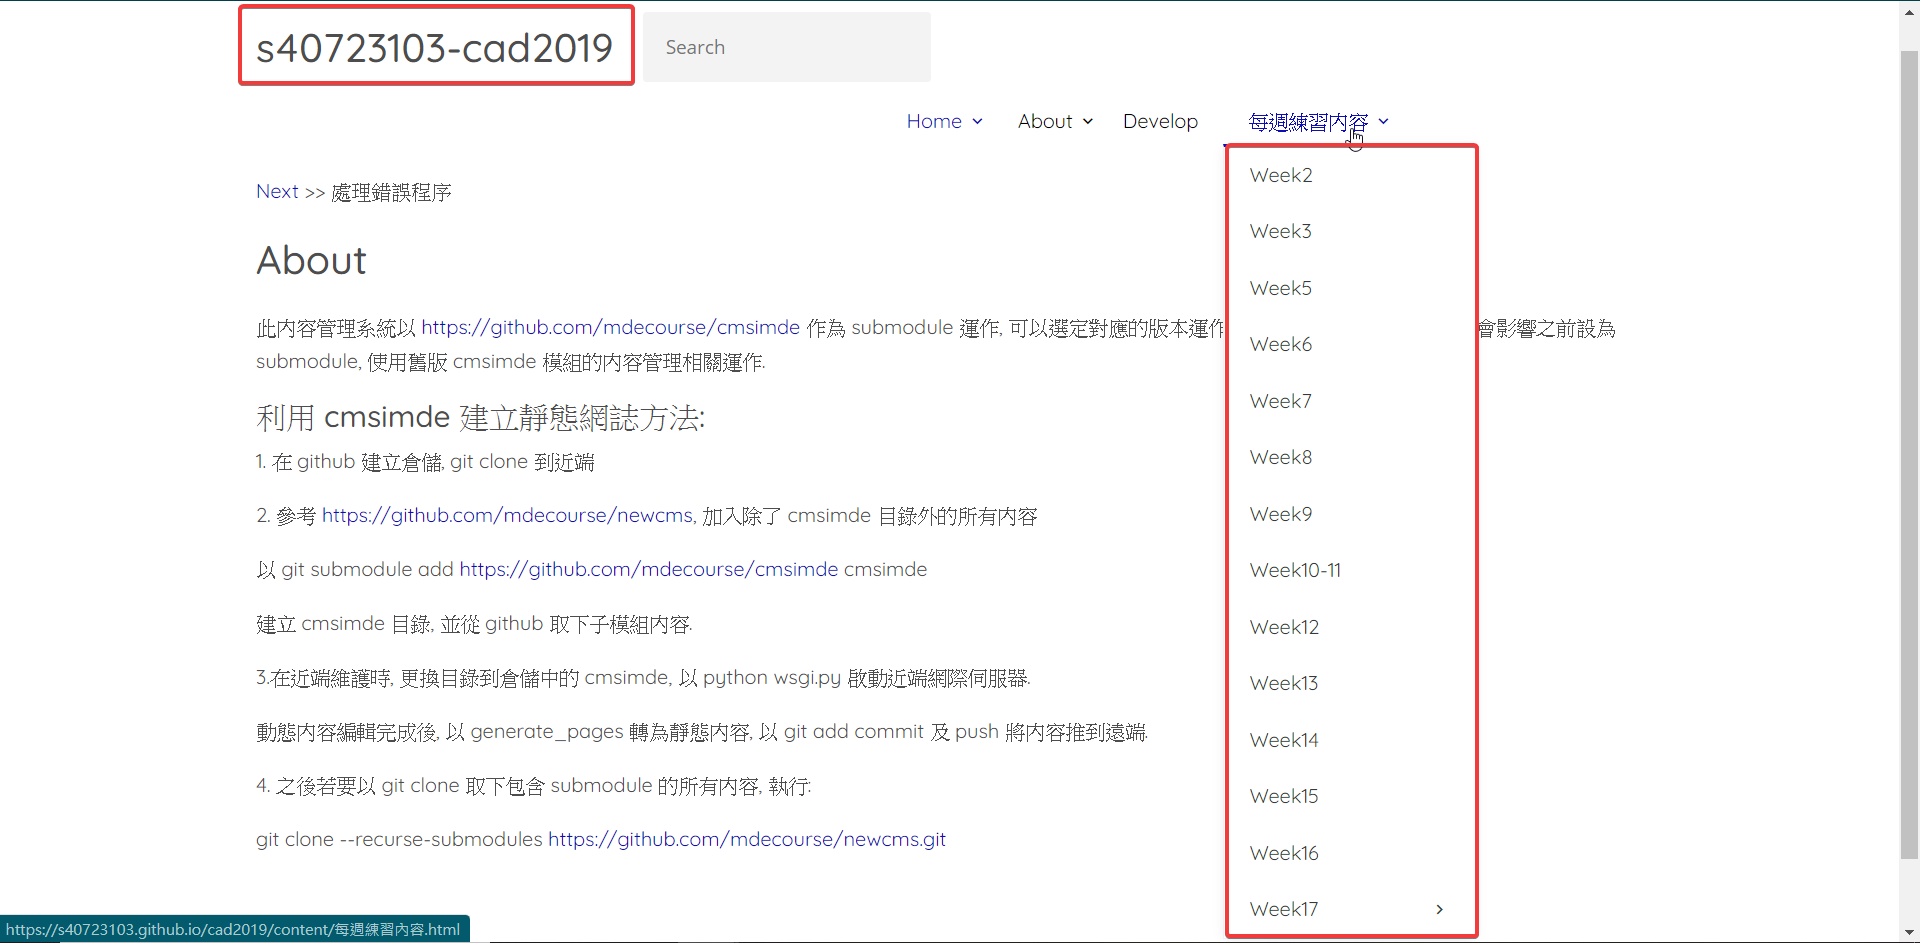 s40723103-cad2019
Search
Home
About
Develop
每週練習內容
Next >> 處理錯誤程序
About
此內容管理系統以 https://github.com/mdecourse/cmsimde 作為 submodule 運作, 可以選定對應的版本運作
會影響之前設為
submodule, 使用舊版 cmsimde 模組的內容管理相關運作.
利用 cmsimde 建立靜態網誌方法:
1. 在 github 建立倉儲, git clone 到近端
2. 參考 https://github.com/mdecourse/newcms, 加入除了 cmsimde 目錄外的所有內容
以 git submodule add https://github.com/mdecourse/cmsimde cmsimde
建立 cmsimde 目錄, 並從 github 取下子模組內容.
3.在近端維護時, 更換目錄到倉儲中的 cmsimde, 以 python wsgi.py 啟動近端網際伺服器.
動態內容編輯完成後, 以 generate_pages 轉為靜態內容, 以 git add commit 及 push 將內容推到遠端.
4. 之後若要以 git clone 取下包含 submodule 的所有內容, 執行:
git clone --recurse-submodules https://github.com/mdecourse/newcms.git
Week2
Week3
Week5
Week6
Week7
Week8
Week9
Week10-11
Week12
Week13
Week14
Week15
Week16
Week17
https://s40723103.github.io/cad2019/content/每週練習內容.html